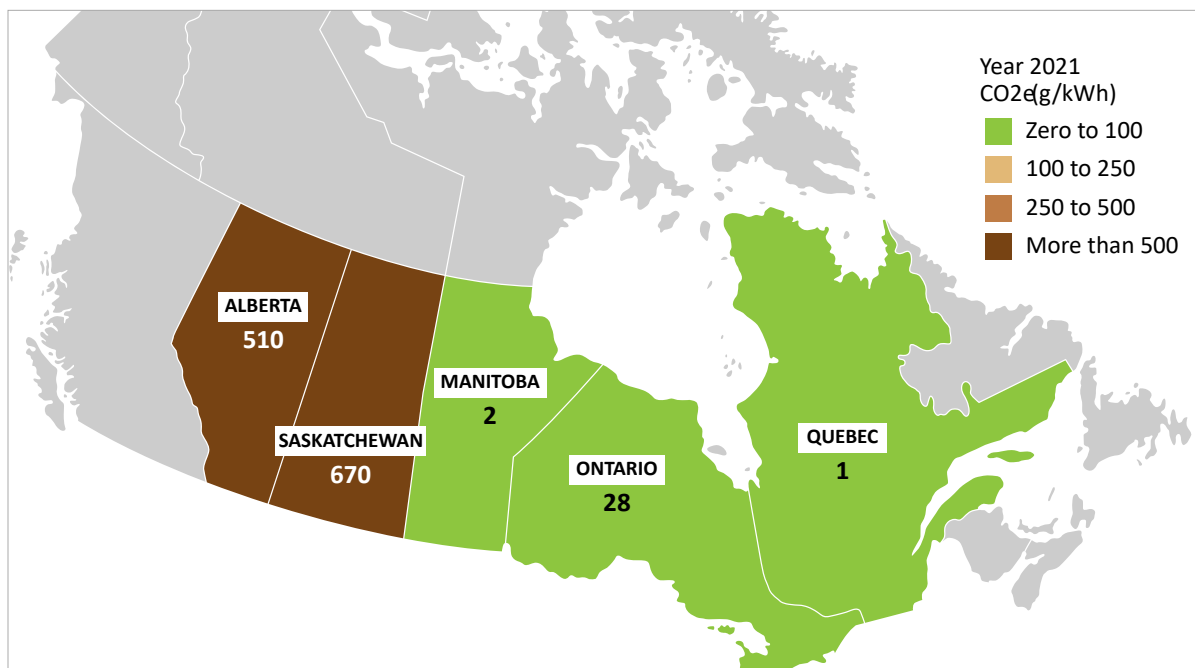 Year 2021
CO2e(g/kWh)
Zero to 100
100 to 250
250 to 500
More than 500
ALBERTA
510
MANITOBA
2
SASKATCHEWAN
670
ONTARIO
28
QUEBEC
1